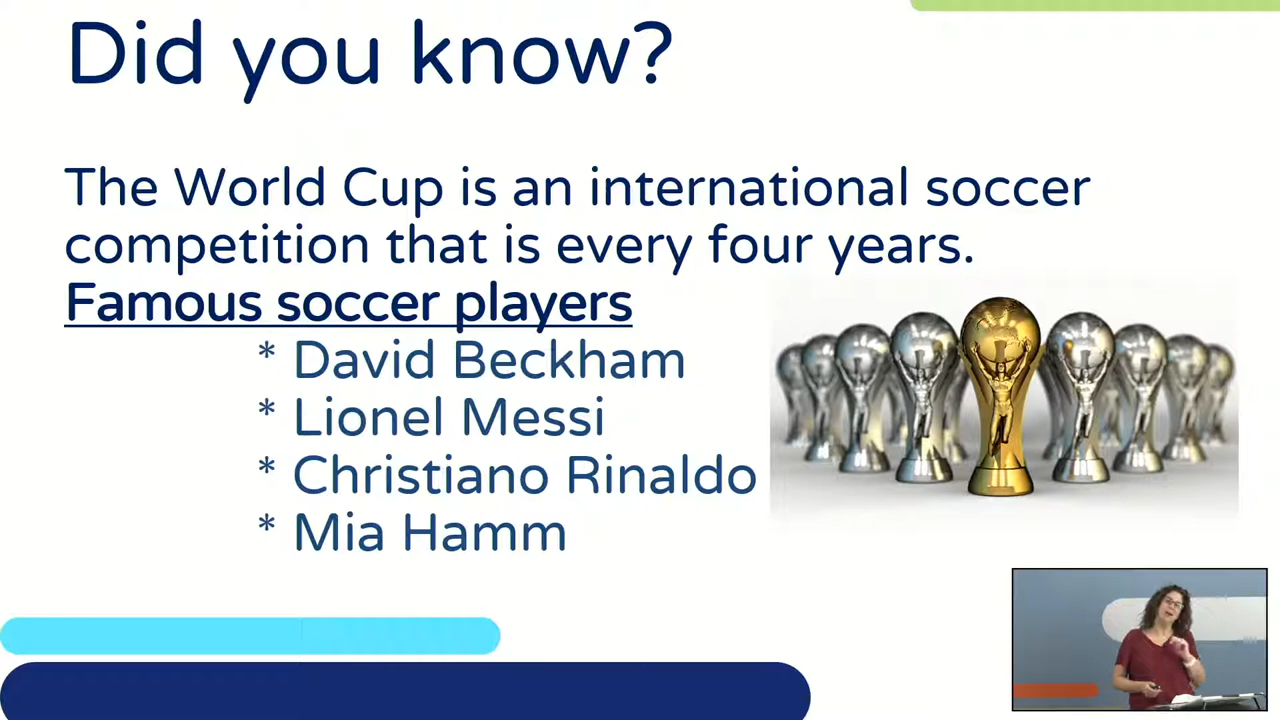 Did you know?
The World Cup is an international soccer
competition that is every four years.
Famous soccer players
* David Beckham
* Lionel Messi
* Christiano Rinaldo
* Mia Hamm